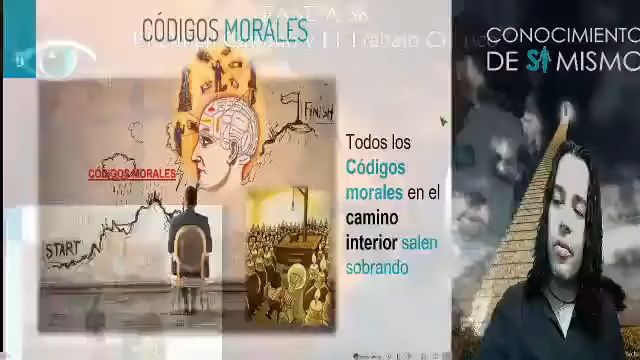 CÓDIGOS MORALES
CONOCIMIENTO
DE SÍ MISMO
FINISH
CÓDIGOS MORALES
START
Todos los
Códigos
morales en el
camino
interior salen
sobrando